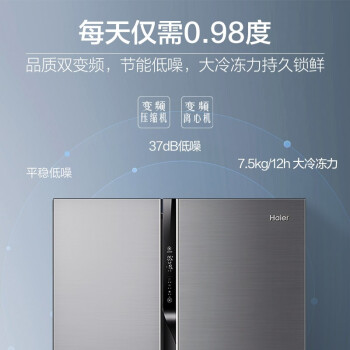 每天仅需0.98度
品质双变频，节能低噪，大冷冻力持久锁鲜
变频 变频
压缩机 离心机
37dB低噪
平稳低噪 7.5kg/12h 大冷冻力
Haier